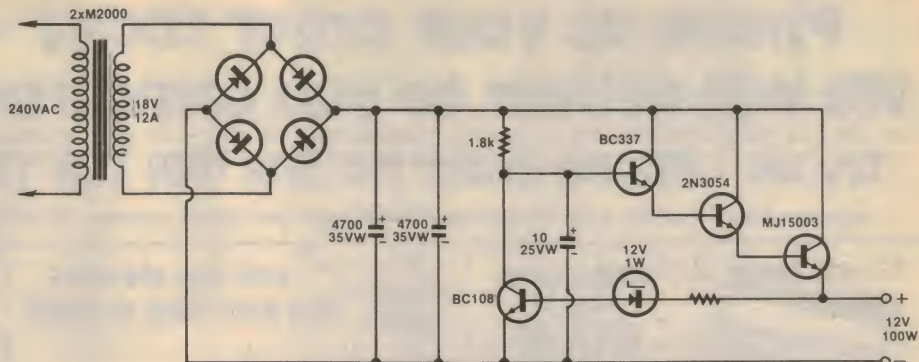 2xM2000
240VAC
18V
12A
4700
35VW
+
−
4700
35VW
+
−
1.8k
10
25VW
+
−
BC337
2N3054
MJ15003
BC108
12V
1W
+
12V
100W
−